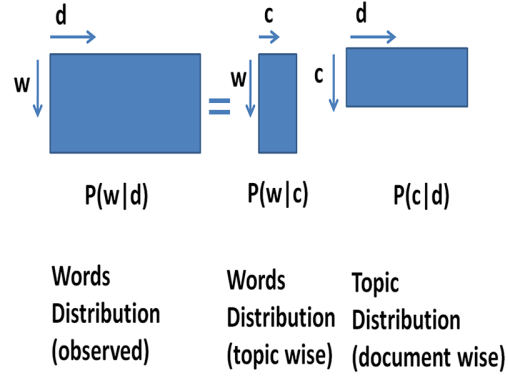 d
w
=
c
w
d
c
P(w|d)
P(w|c)
P(c|d)
Words
Distribution
(observed)
Words
Distribution
(topic wise)
Topic
Distribution
(document wise)